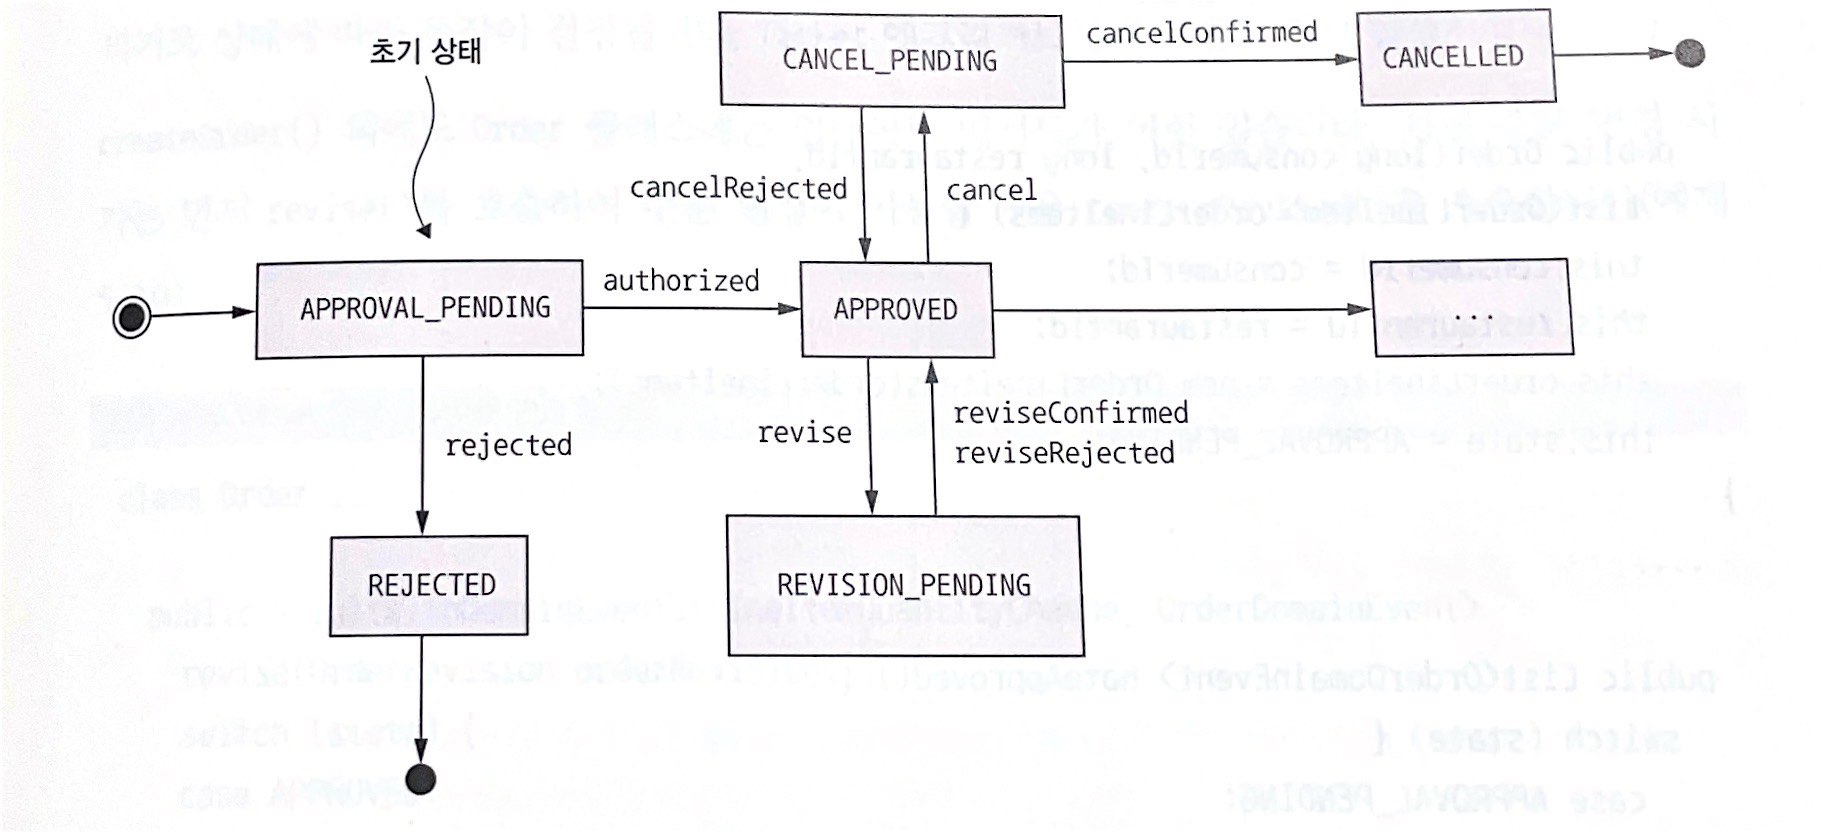 초기 상태
CANCEL_PENDING
cancelConfirmed
CANCELLED
cancelRejected
cancel
APPROVAL_PENDING
authorized
APPROVED
...
rejected
revise
reviseConfirmed
reviseRejected
REJECTED
REVISION_PENDING